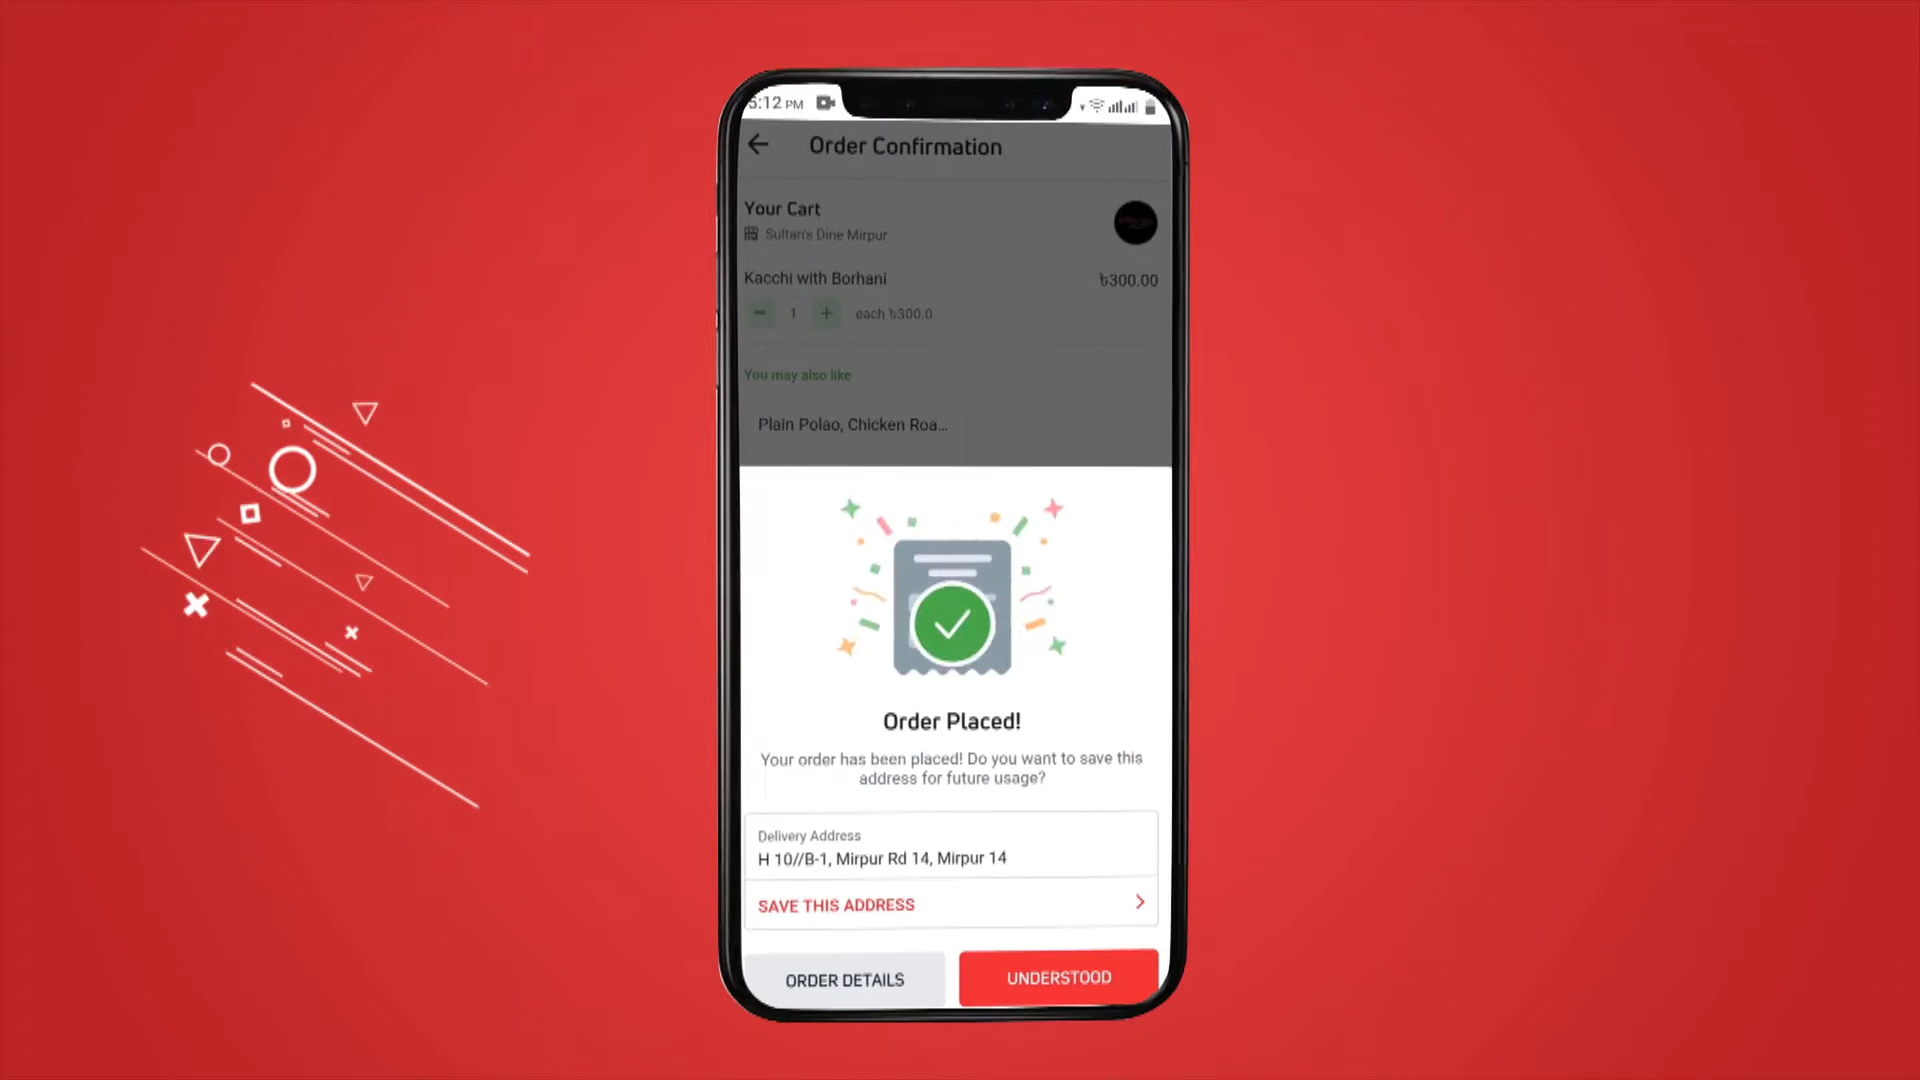 5:12 PM
Order Confirmation
Your Cart
Sultan's Dine Mirpur
Kacchi with Borhani
৳300.00
1
each ৳300.0
You may also like
Plain Polao, Chicken Roa...
Order Placed!
Your order has been placed! Do you want to save this
address for future usage?
Delivery Address
H 10//B-1, Mirpur Rd 14, Mirpur 14
SAVE THIS ADDRESS
ORDER DETAILS
UNDERSTOOD